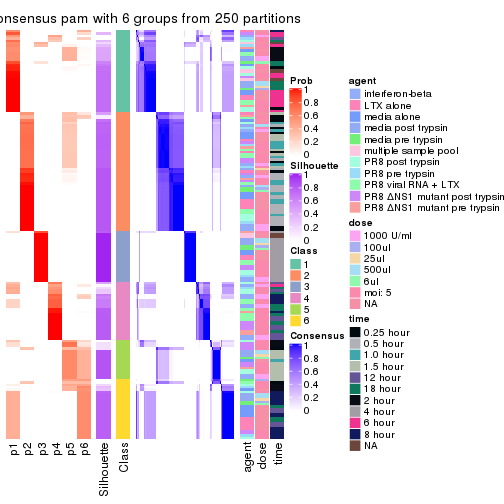 onsensus pam with 6 groups from 250 partitions
p1
p2
p3
p4
p5
p6
Silhouette
Class
agent
dose
time
Prob
1
0.8
0.6
0.4
0.2
0
Silhouette
1
0.8
0.6
0.4
0.2
0
Class
1
2
3
4
5
6
Consensus
1
0.8
0.6
0.4
0.2
0
agent
interferon-beta
LTX alone
media alone
media post trypsin
media pre trypsin
multiple sample pool
PR8 post trypsin
PR8 pre trypsin
PR8 viral RNA + LTX
PR8 ΔNS1 mutant post trypsin
PR8 ΔNS1 mutant pre trypsin
dose
1000 U/ml
100ul
25ul
500ul
6ul
moi: 5
NA
time
0.25 hour
0.5 hour
1.0 hour
1.5 hour
12 hour
18 hour
2 hour
4 hour
6 hour
8 hour
NA